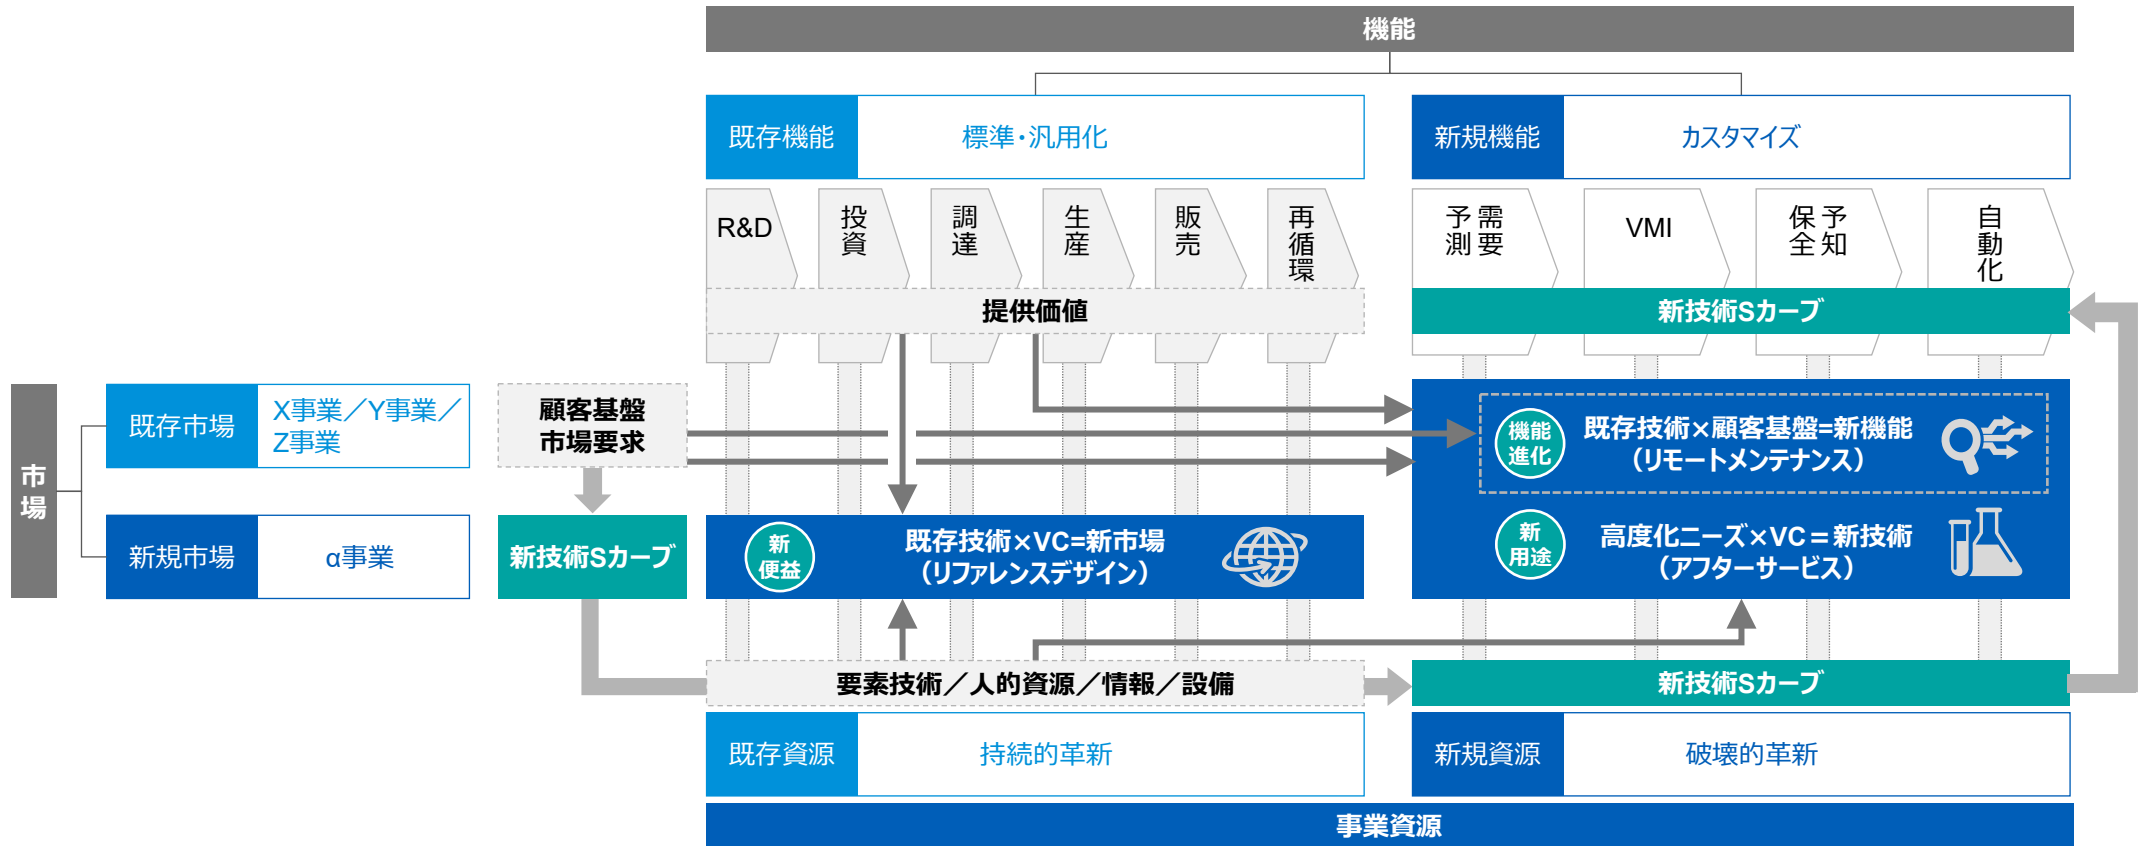 機能
既存機能
標準・汎用化
新規機能
カスタマイズ
R&D
投資
調達
生産
販売
再循環
需要
予測
VMI
予知
保全
自動化
提供価値
新技術Sカーブ
市場
既存市場
X事業／Y事業／
Z事業
新規市場
α事業
顧客基盤
市場要求
新技術Sカーブ
機能
進化
既存技術×顧客基盤=新機能
（リモートメンテナンス）
新
便益
既存技術×VC=新市場
（リファレンスデザイン）
新
用途
高度化ニーズ×VC＝新技術
（アフターサービス）
要素技術／人的資源／情報／設備
新技術Sカーブ
既存資源
持続的革新
新規資源
破壊的革新
事業資源